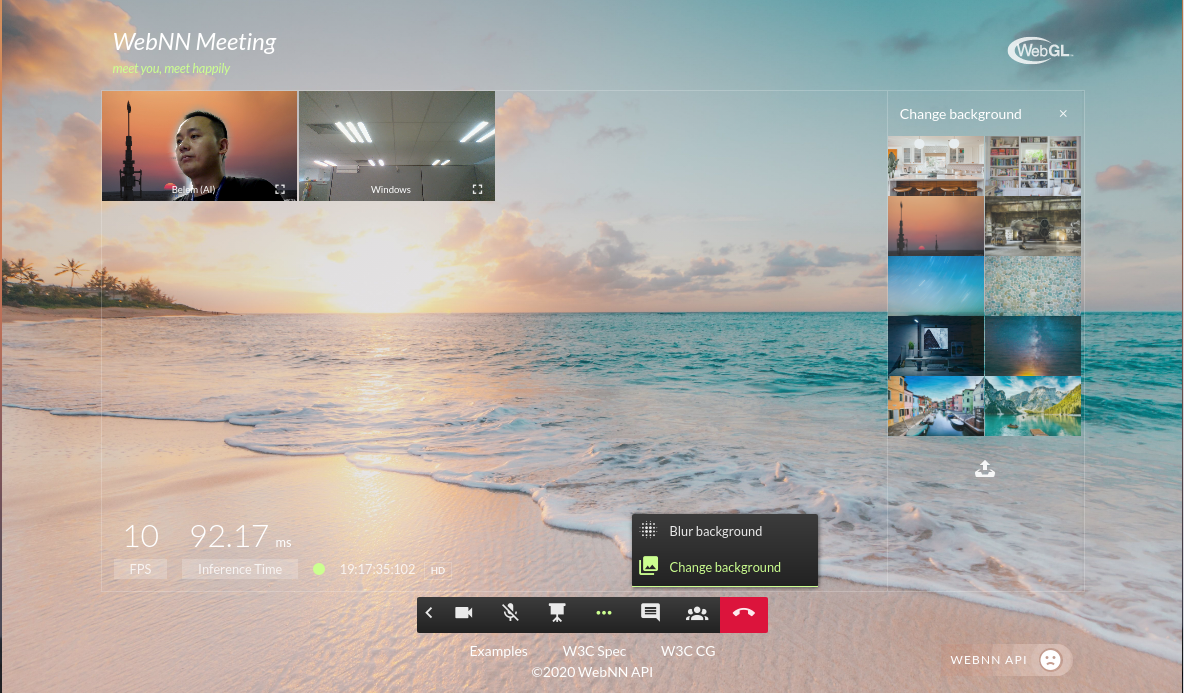 WebNN Meeting
meet you, meet happily
WebGL
Change background ×
Belem (AI)
Windows
10
FPS
92.17 ms
Inference Time
19:17:35:102
HD
Blur background
Change background
Examples
W3C Spec
W3C CG
©2020 WebNN API
WEBNN API